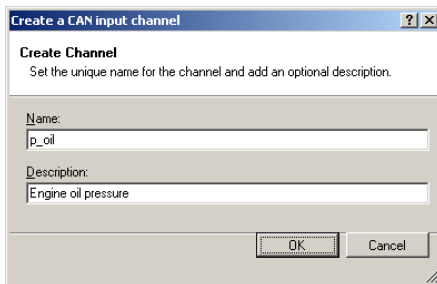 Create a CAN input channel
Create Channel
Set the unique name for the channel and add an optional description.
Name:
p_oil
Description:
Engine oil pressure
OK Cancel